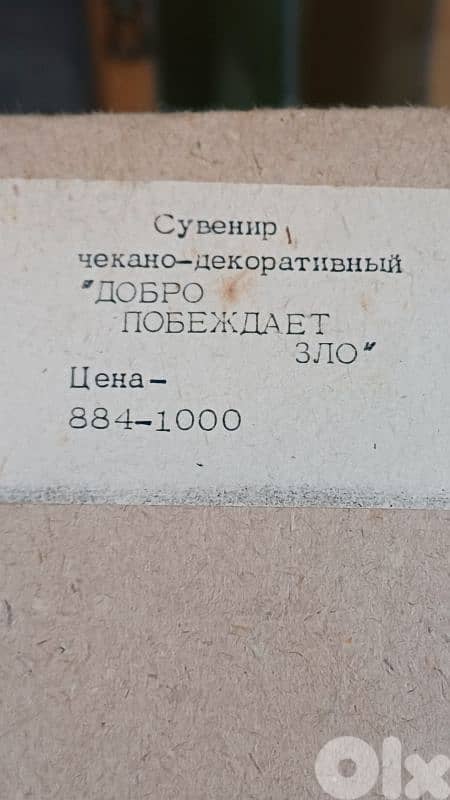 Сувенир
чекано-декоративный
"ДОБРО
ПОБЕЖДАЕТ
ЗЛО"
Цена-
884-1000
Olx